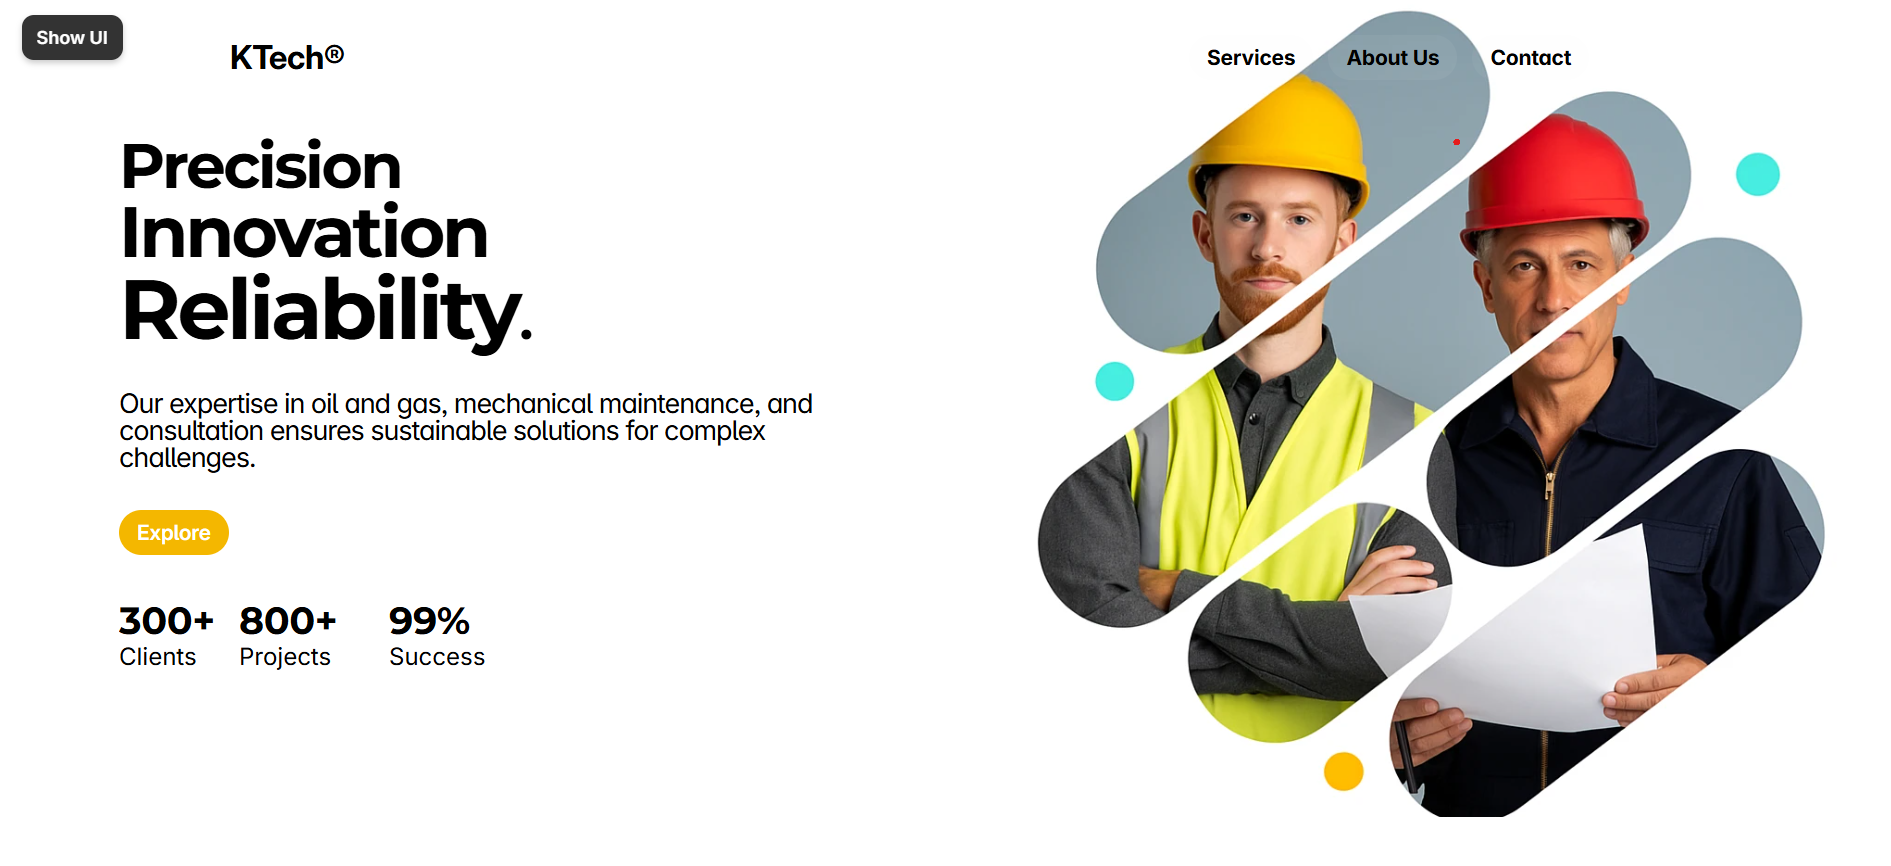 Show UI
KTech®
Services
About Us
Contact
Precision
Innovation
Reliability.
Our expertise in oil and gas, mechanical maintenance, and
consultation ensures sustainable solutions for complex
challenges.
Explore
300+ 800+ 99%
Clients Projects Success